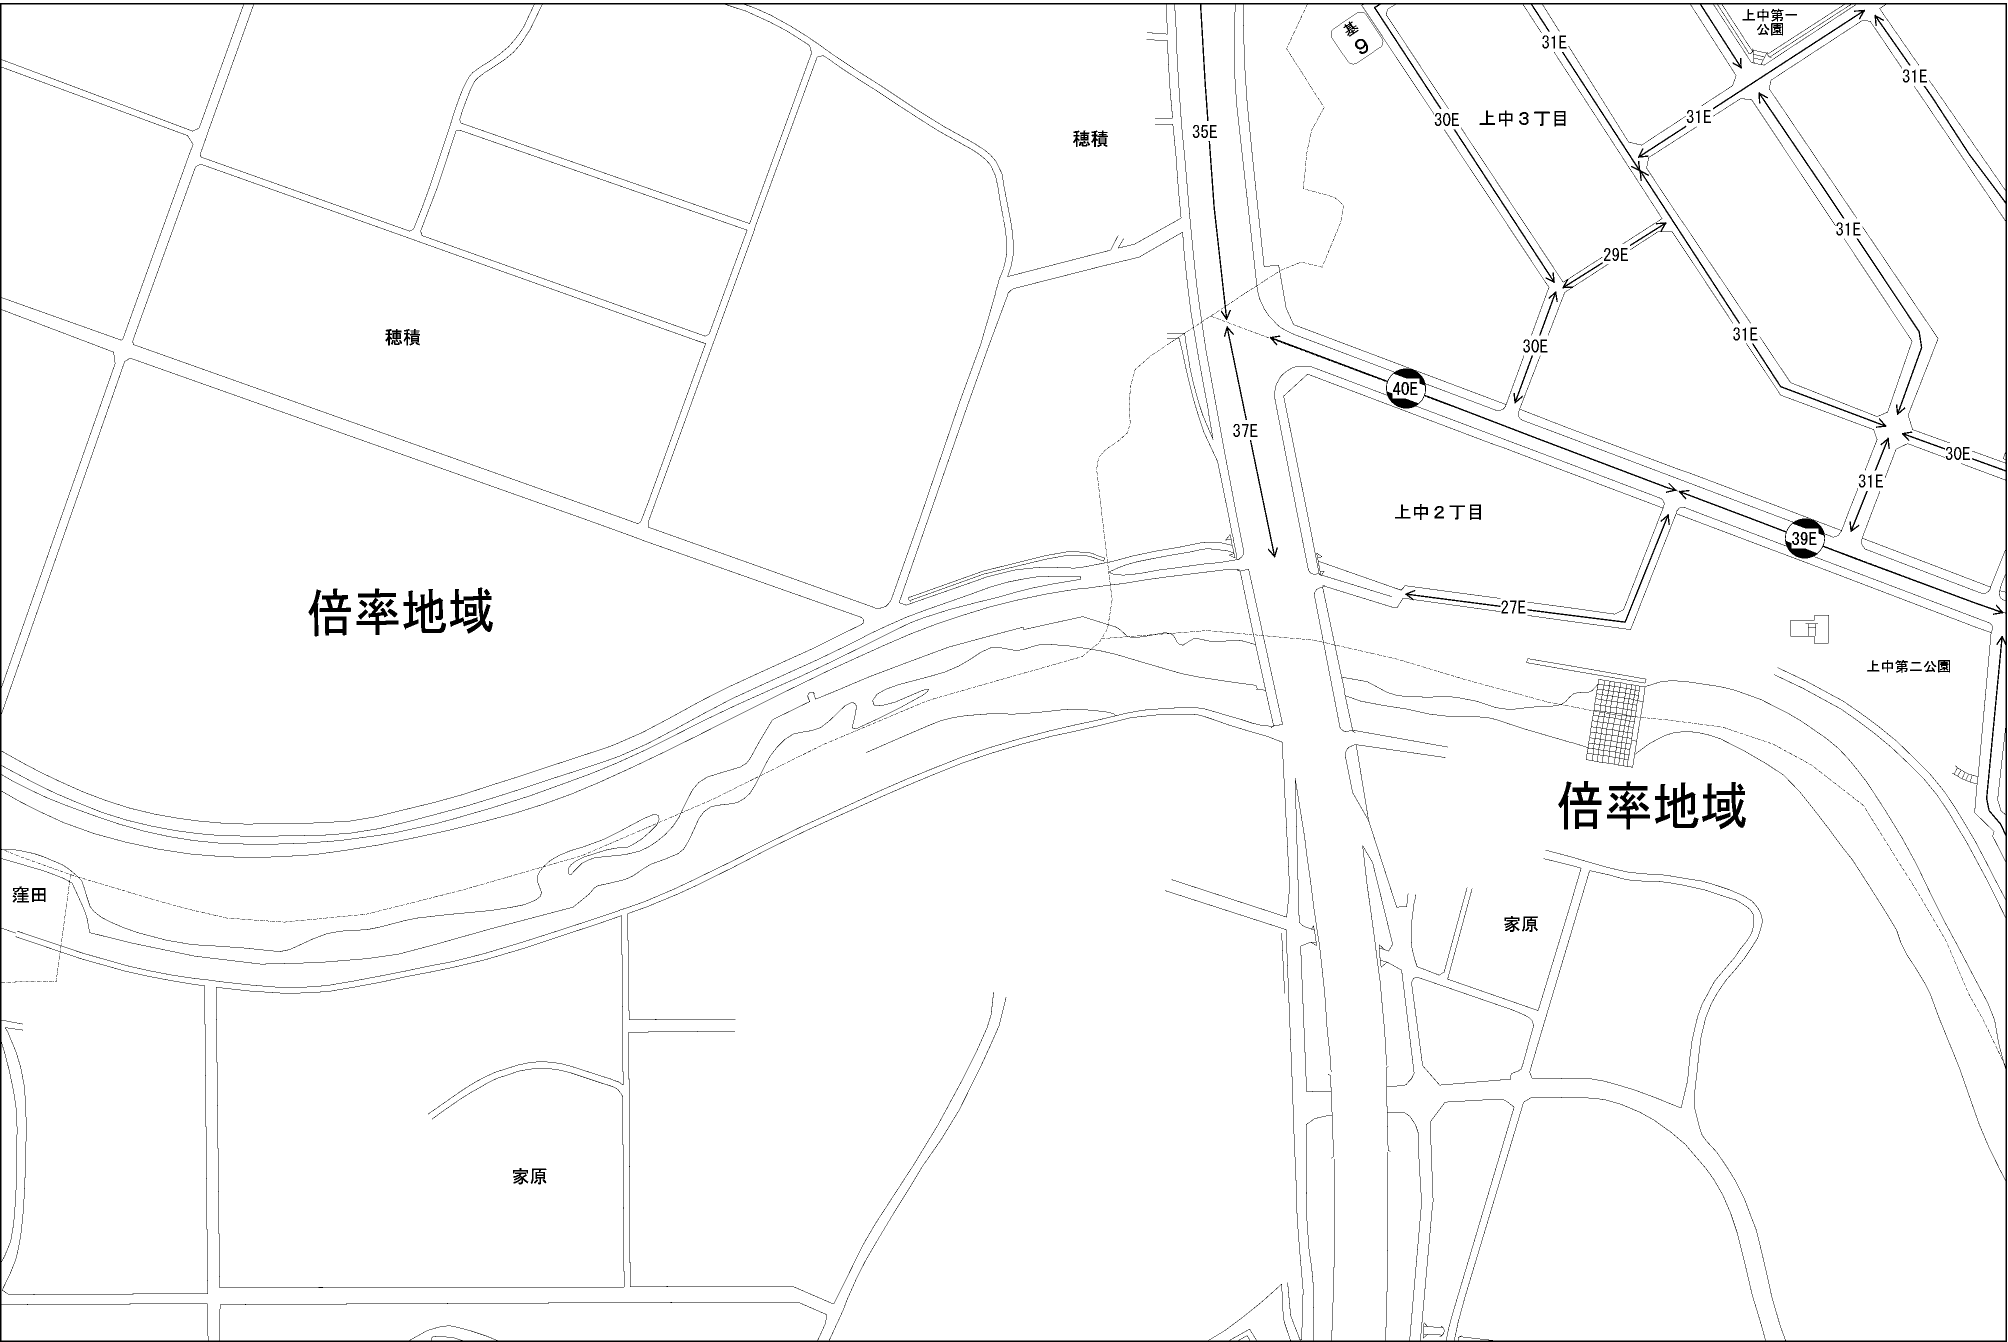 上中第一
公園
基
9
31E
31E
35E
30E
上中３丁目
31E
穂積
31E
29E
穂積
31E
30E
40E
37E
30E
31E
上中２丁目
39E
倍率地域
27E
上中第二公園
倍率地域
窪田
家原
家原